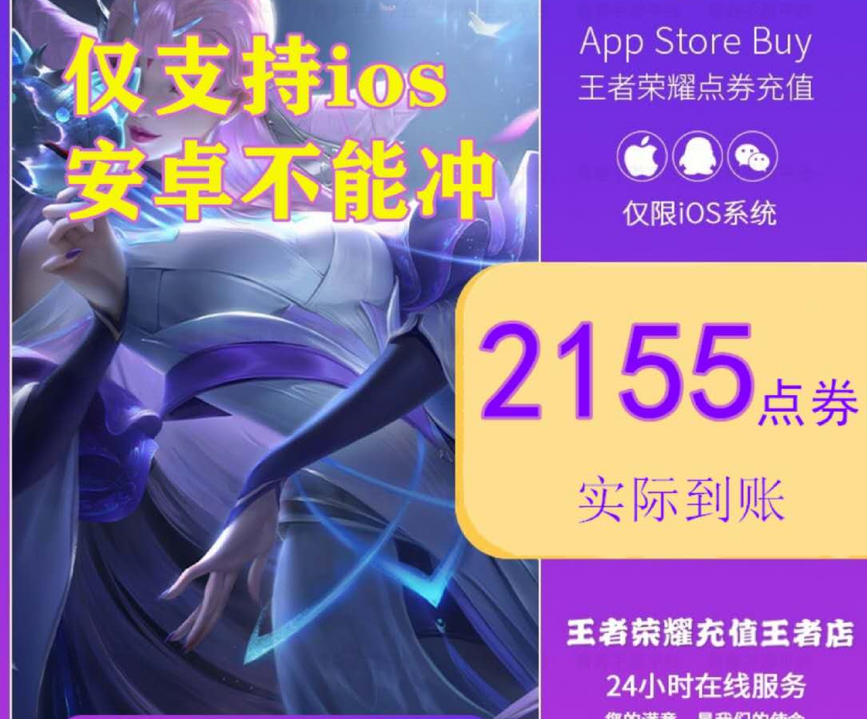 仅支持ios
安卓不能冲
App Store Buy
王者荣耀点券充值
仅限iOS系统
2155点券
实际到账
王者荣耀充值王者店
24小时在线服务